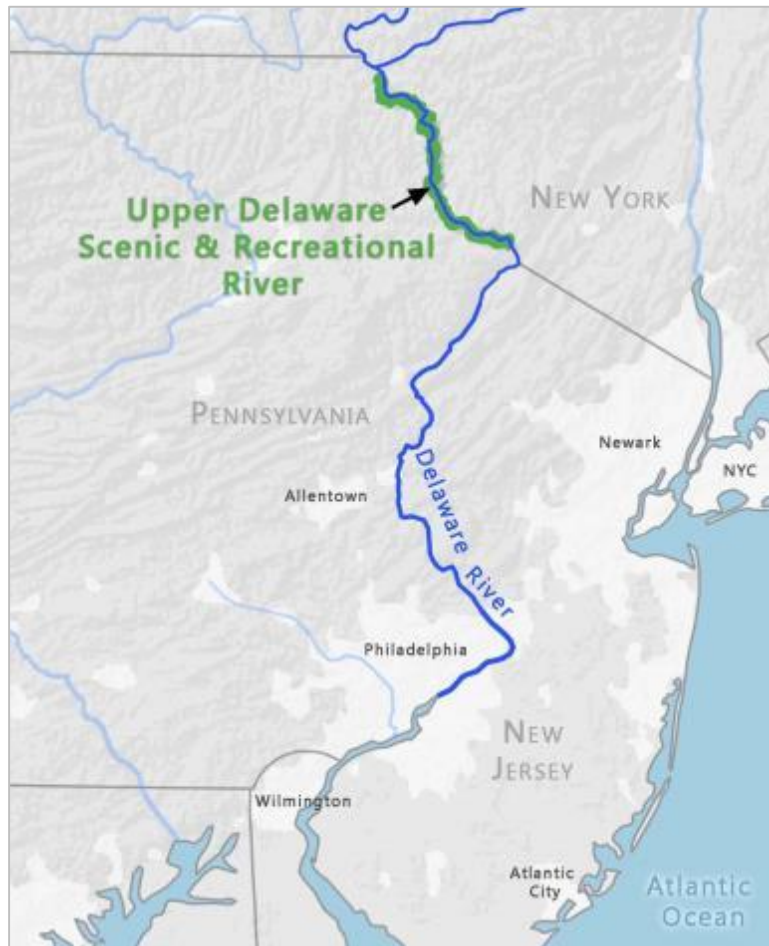 Upper Delaware
Scenic & Recreational
River
NEW YORK
PENNSYLVANIA
Newark
NYC
Allentown
Delaware River
Philadelphia
NEW
JERSEY
Wilmington
Atlantic
City
Atlantic
Ocean